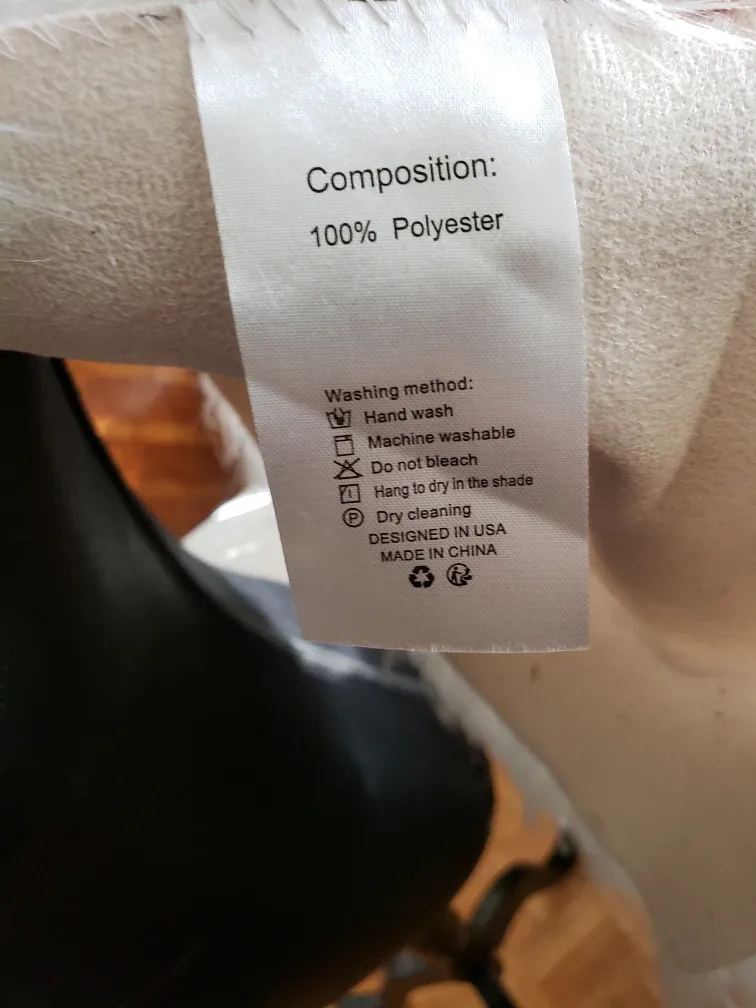 Composition:
100% Polyester
Washing method:
Hand wash
Machine washable
Do not bleach
Hang to dry in the shade
P Dry cleaning
DESIGNED IN USA
MADE IN CHINA